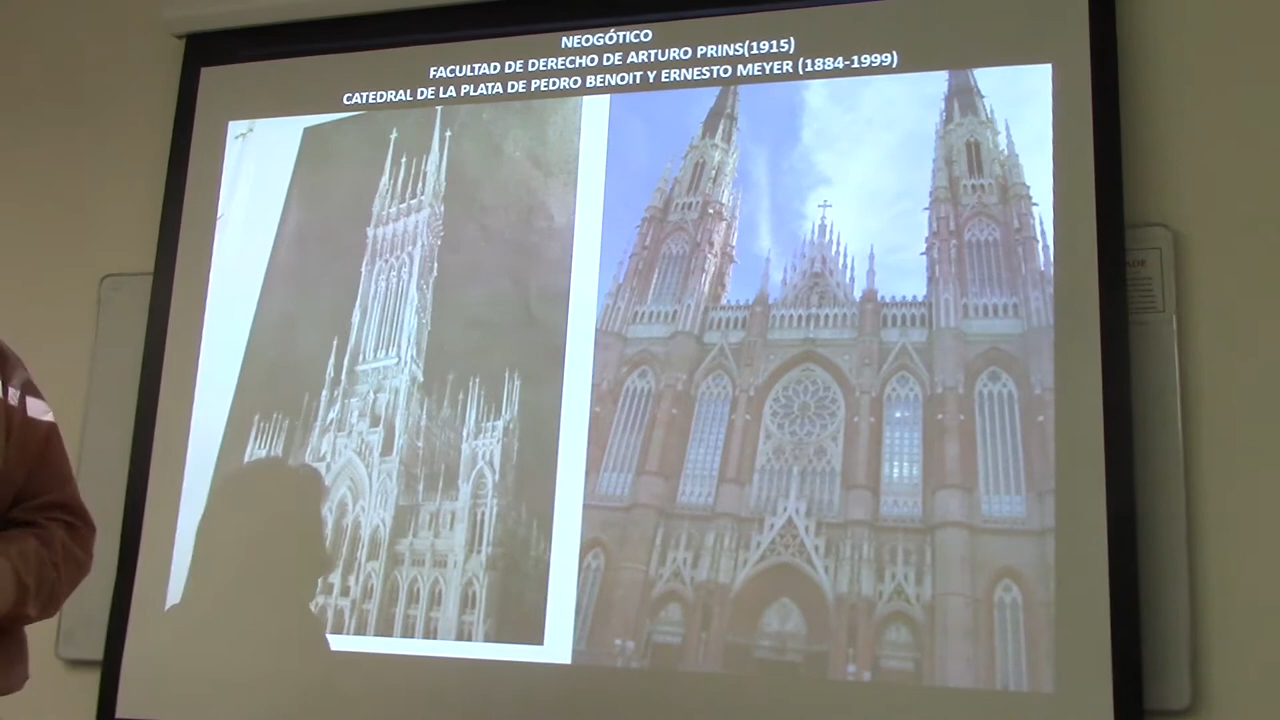 NEOGÓTICO
FACULTAD DE DERECHO DE ARTURO PRINS(1915)
CATEDRAL DE LA PLATA DE PEDRO BENOIT Y ERNESTO MEYER (1884-1999)